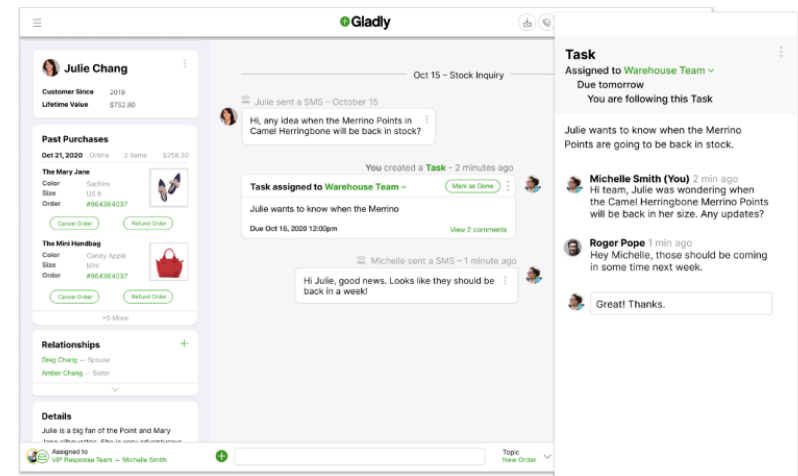 Gladly
Julie Chang
Customer Since 2019
Lifetime Value $752.80
Past Purchases
Oct 21, 2020 Online 2 items $258.30
The Mary Jane
Color Saphire
Size US 6
Order #864364037
Cancel Order Refund Order
The Mini Handbag
Color Candy Apple
Size Mini
Order #864364037
Cancel Order Refund Order
+5 More
Relationships
Greg Chang — Spouse
Amber Chang — Sister
Details
Julie is a big fan of the Point and Mary
Jane silhouettes. She is very adventurous
Assigned to
VIP Response Team — Michelle Smith
Oct 15 – Stock Inquiry
Julie sent a SMS – October 15
Hi, any idea when the Merrino Points in
Camel Herringbone will be back in stock?
You created a Task - 2 minutes ago
Task assigned to Warehouse Team
Mark as Done
Julie wants to know when the Merrino
Due Oct 16, 2020 12:00pm
View 2 comments
Michelle sent a SMS – 1 minute ago
Hi Julie, good news. Looks like they should be
back in a week!
Topic
New Order
Task
Assigned to Warehouse Team
Due tomorrow
You are following this Task
Julie wants to know when the Merrino
Points are going to be back in stock.
Michelle Smith (You) 2 min ago
Hi team, Julie was wondering when
the Camel Herringbone Merrino Points
will be back in her size. Any updates?
Roger Pope 1 min ago
Hey Michelle, those should be coming
in some time next week.
Great! Thanks.